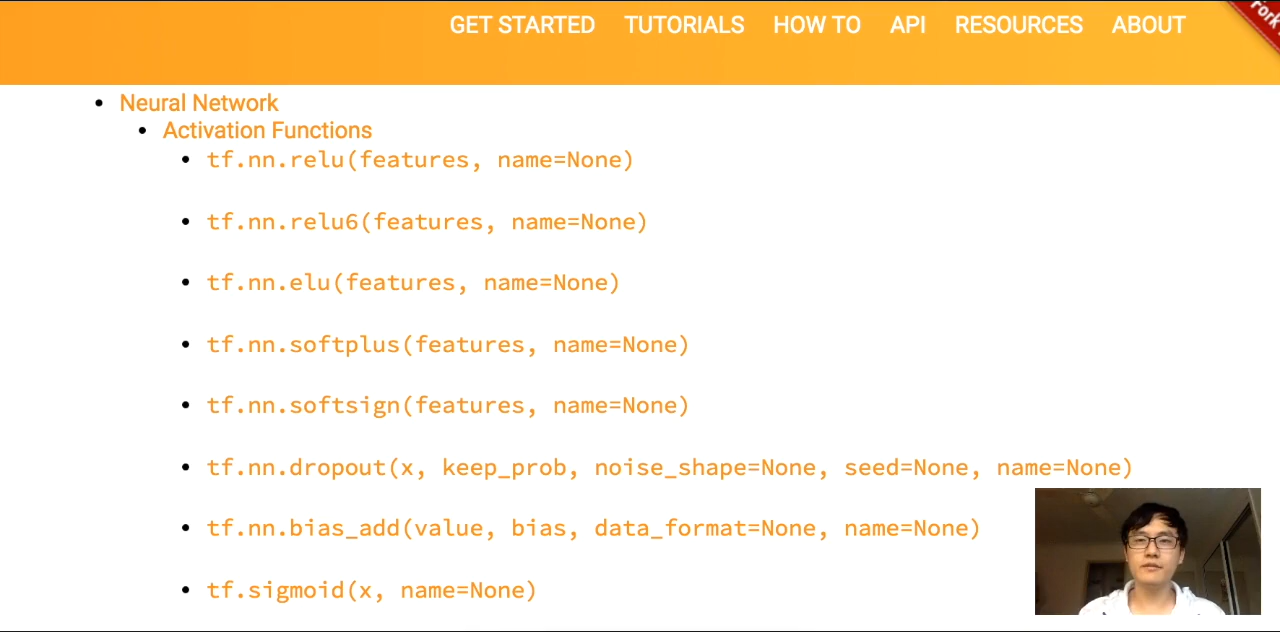 GET STARTED TUTORIALS HOW TO API RESOURCES ABOUT
Neural Network
Activation Functions
tf.nn.relu(features, name=None)
tf.nn.relu6(features, name=None)
tf.nn.elu(features, name=None)
tf.nn.softplus(features, name=None)
tf.nn.softsign(features, name=None)
tf.nn.dropout(x, keep_prob, noise_shape=None, seed=None, name=None)
tf.nn.bias_add(value, bias, data_format=None, name=None)
tf.sigmoid(x, name=None)